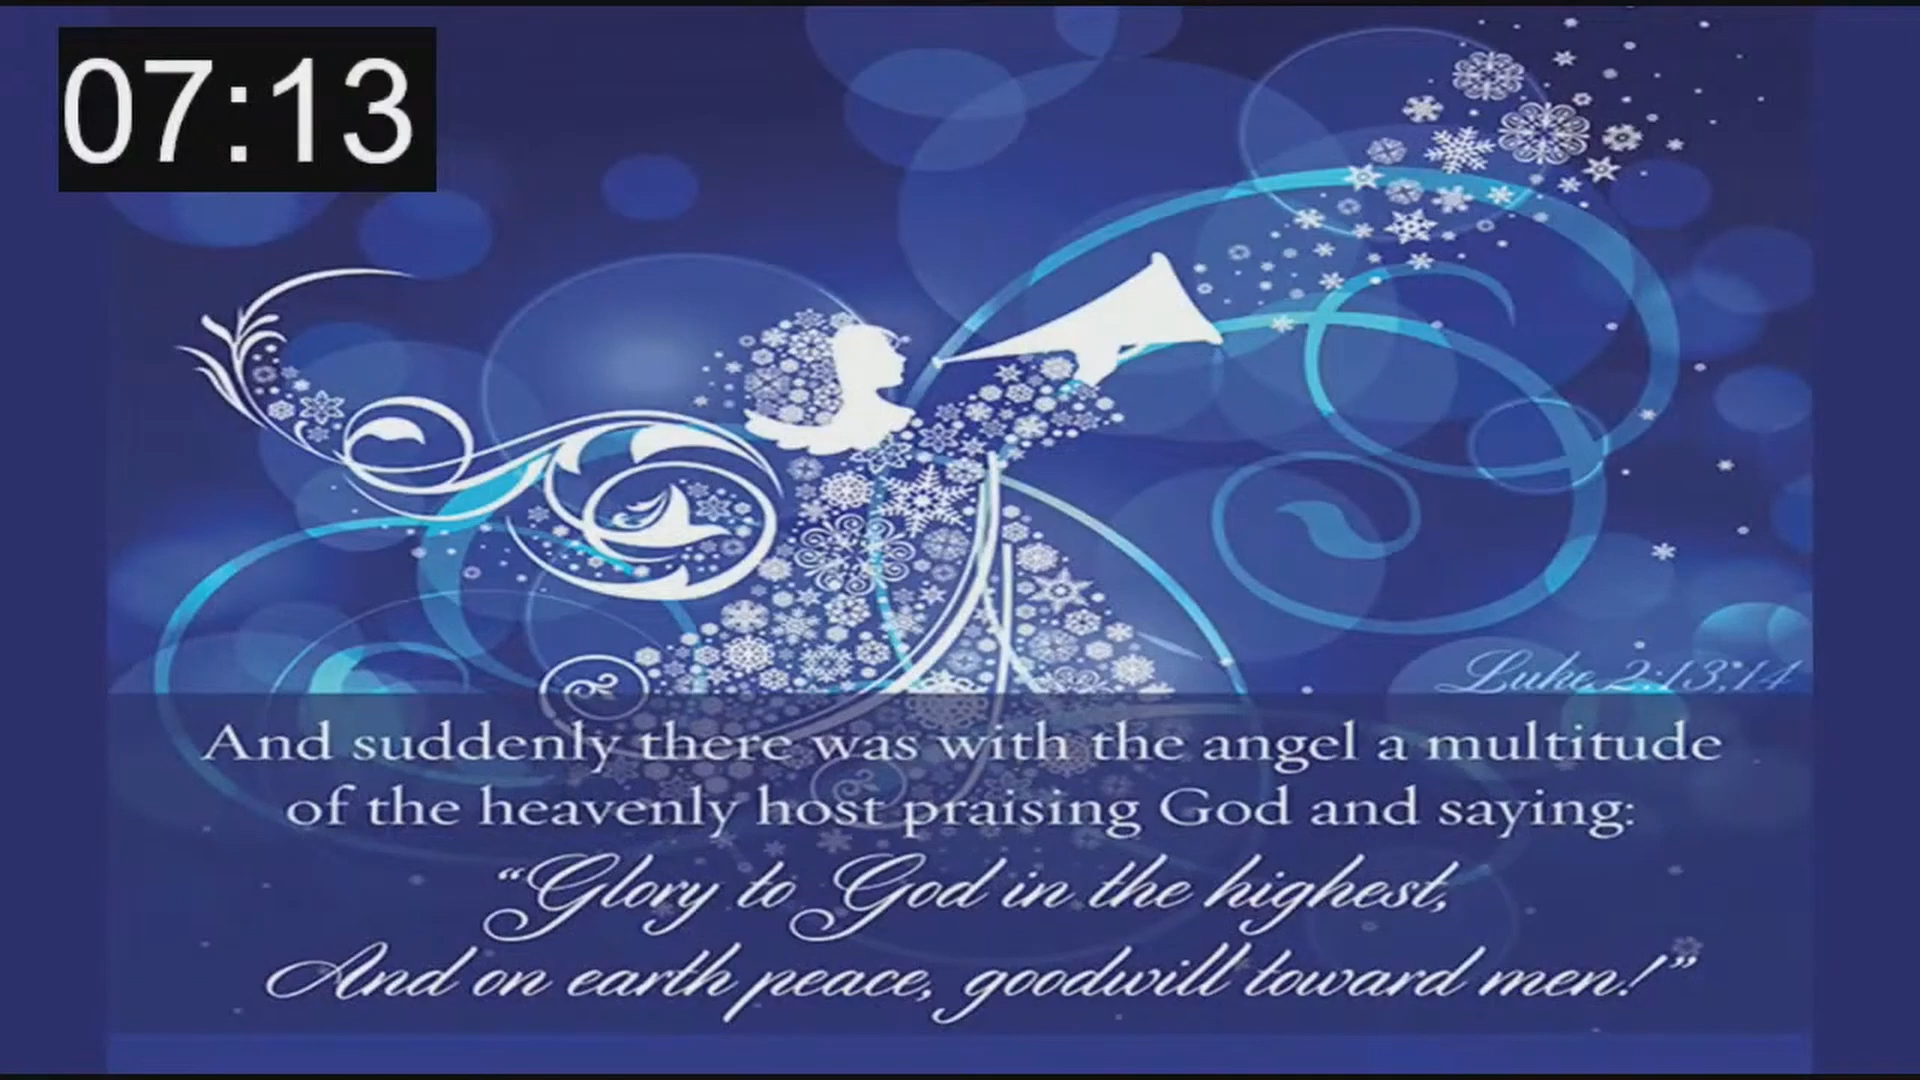 07:13
Luke 2:13,14
And suddenly there was with the angel a multitude
of the heavenly host praising God and saying:
“Glory to God in the highest,
And on earth peace, goodwill toward men!”